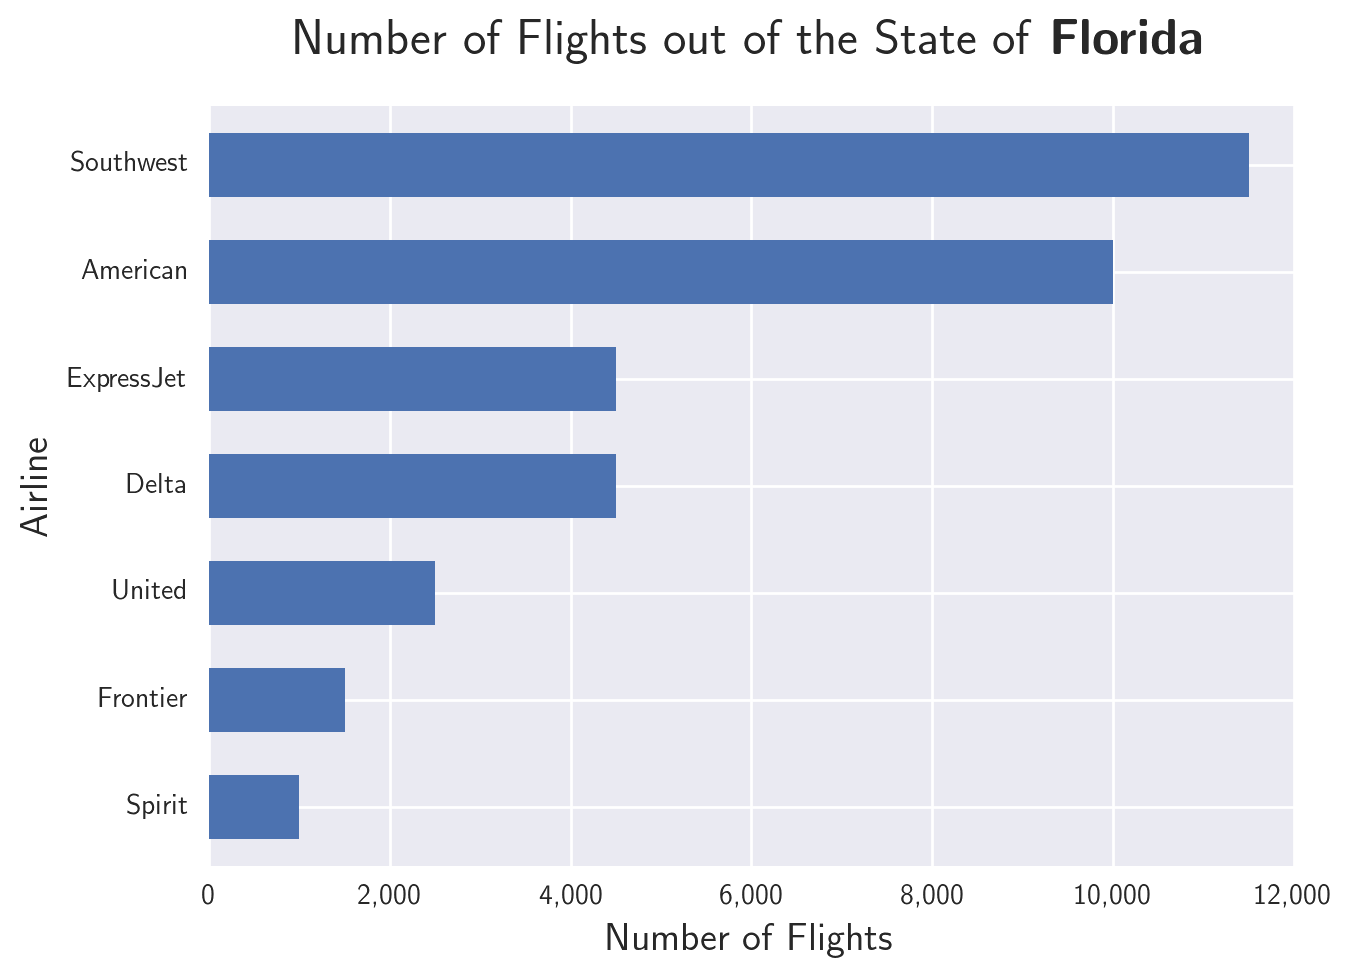 Number of Flights out of the State of Florida
Southwest
American
ExpressJet
Delta
United
Frontier
Spirit
Airline
0 2,000 4,000 6,000 8,000 10,000 12,000
Number of Flights